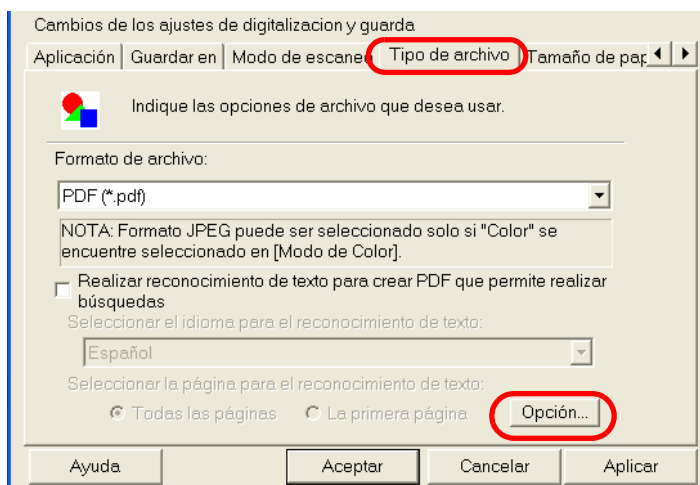 Cambios de los ajustes de digitalizacion y guarda
Aplicación Guardar en Modo de escaneo Tipo de archivo Tamaño de pap
Indique las opciones de archivo que desea usar.
Formato de archivo:
PDF (*.pdf)
NOTA: Formato JPEG puede ser seleccionado solo si "Color" se
encuentre seleccionado en [Modo de Color].
Realizar reconocimiento de texto para crear PDF que permite realizar
búsquedas
Seleccionar el idioma para el reconocimiento de texto:
Español
Seleccionar la página para el reconocimiento de texto:
Todas las páginas La primera página Opción...
Ayuda Aceptar Cancelar Aplicar